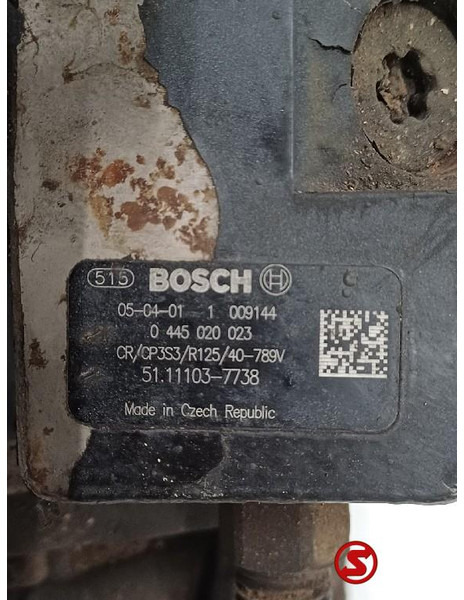 515 BOSCH
05-04-01 1 009144
0 445 020 023
CR/CP3S3/R125/40-789V
51.11103-7738
Made in Czech Republic
S